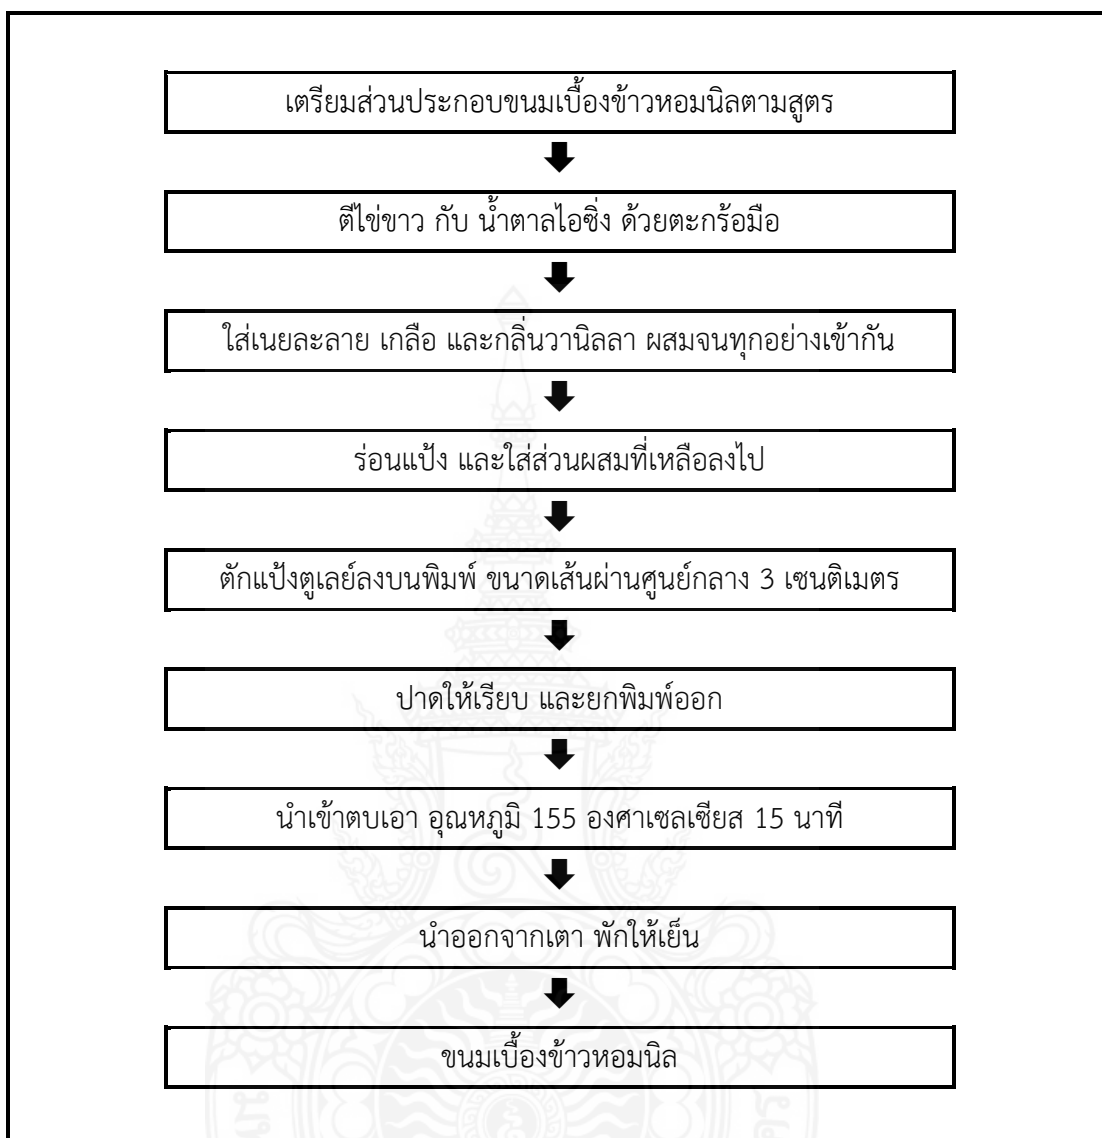 เตรียมส่วนประกอบขนมเบื้องข้าวหอมนิลตามสูตร
ตีไข่ขาว กับ น้ำตาลไอซิ่ง ด้วยตะกร้อมือ
ใส่เนยละลาย เกลือ และกลิ่นวานิลลา ผสมจนทุกอย่างเข้ากัน
ร่อนแป้ง และใส่ส่วนผสมที่เหลือลงไป
ตักแป้งตูเลย์ลงบนพิมพ์ ขนาดเส้นผ่านศูนย์กลาง 3 เซนติเมตร
ปาดให้เรียบ และยกพิมพ์ออก
นำเข้าตบเอา อุณหภูมิ 155 องศาเซลเซียส 15 นาที
นำออกจากเตา พักให้เย็น
ขนมเบื้องข้าวหอมนิล